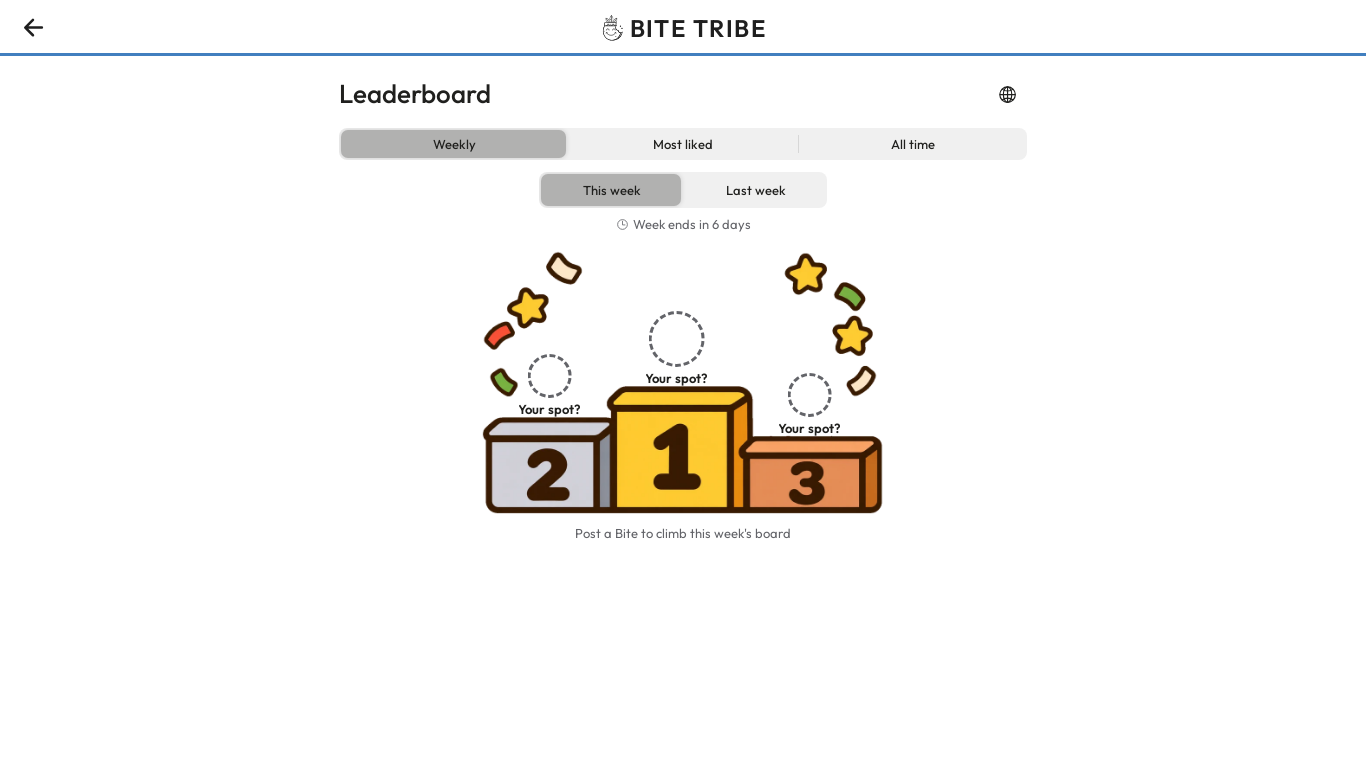 BITE TRIBE
Leaderboard
Weekly
Most liked
All time
This week
Last week
Week ends in 6 days
Your spot?
Your spot?
Your spot?
1
2
3
Post a Bite to climb this week's board